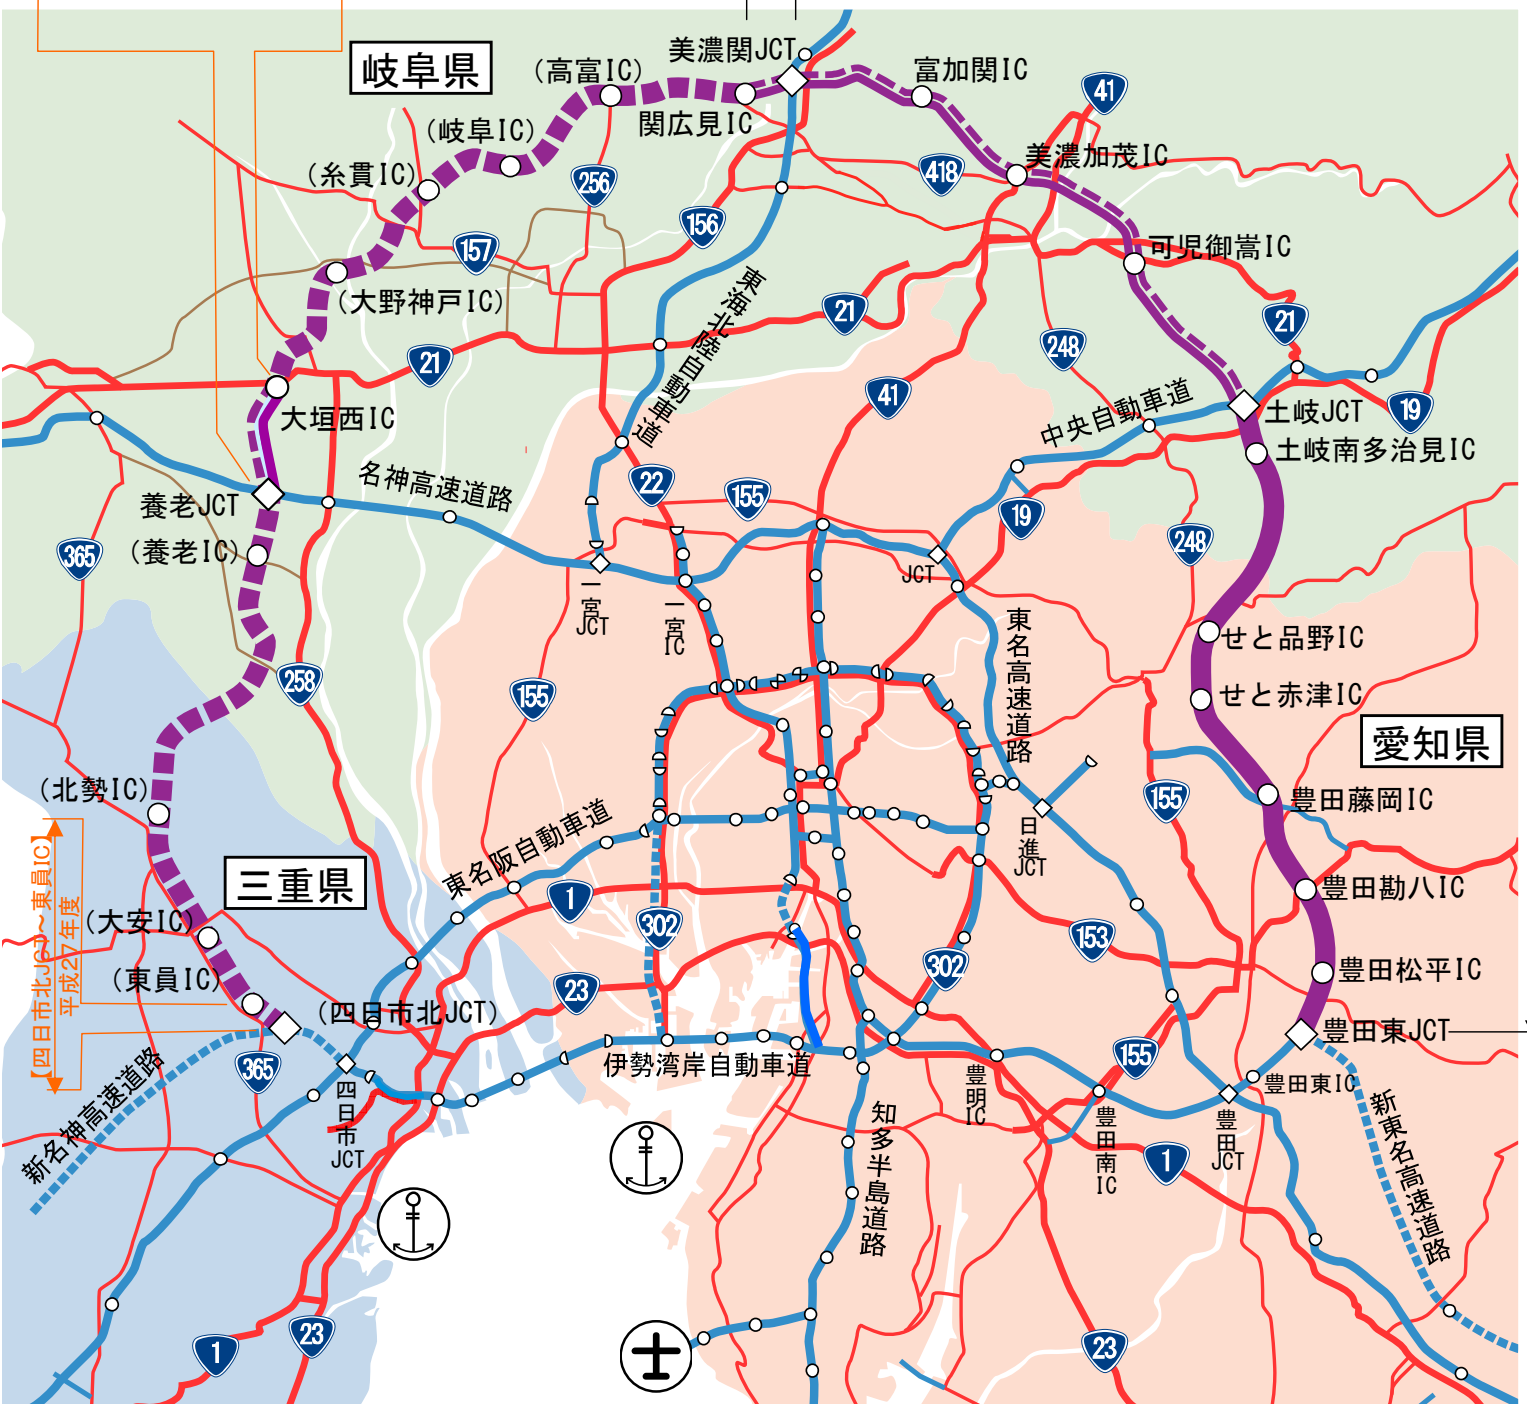 美濃関JCT
岐阜県
(高富IC)
富加関IC
41
関広見IC
(岐阜IC)
美濃加茂IC
(糸貫IC)
256
418
156
157
可児御嵩IC
(大野神戸IC)
東海北陸自動車道
21
21
248
21
41
19
大垣西IC
土岐JCT
中央自動車道
土岐南多治見IC
名神高速道路
22
155
養老JCT
19
(養老IC)
365
248
JCT
一宮JCT
一宮IC
東名高速道路
せと品野IC
258
155
せと赤津IC
愛知県
(北勢IC)
155
豊田藤岡IC
東名阪自動車道
日進JCT
三重県
1
豊田勘八IC
(大安IC)
302
153
【四日市北JCT～東員IC】
平成27年度
302
豊田松平IC
(東員IC)
23
(四日市北JCT)
豊田東JCT
365
伊勢湾岸自動車道
155
豊明IC
豊田東IC
新名神高速道路
四日市JCT
知多半島道路
豊田南IC
豊田JCT
新東名高速道路
1
1
23
23